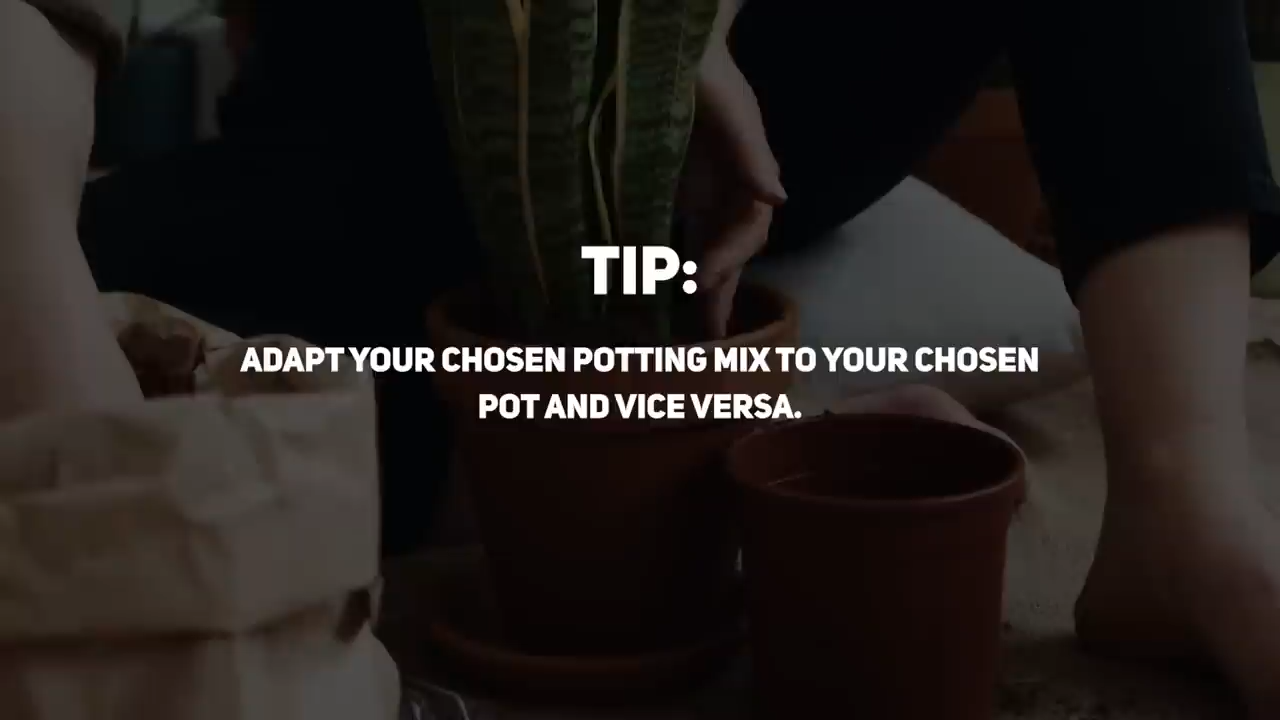 TIP:
ADAPT YOUR CHOSEN POTTING MIX TO YOUR CHOSEN
POT AND VICE VERSA.